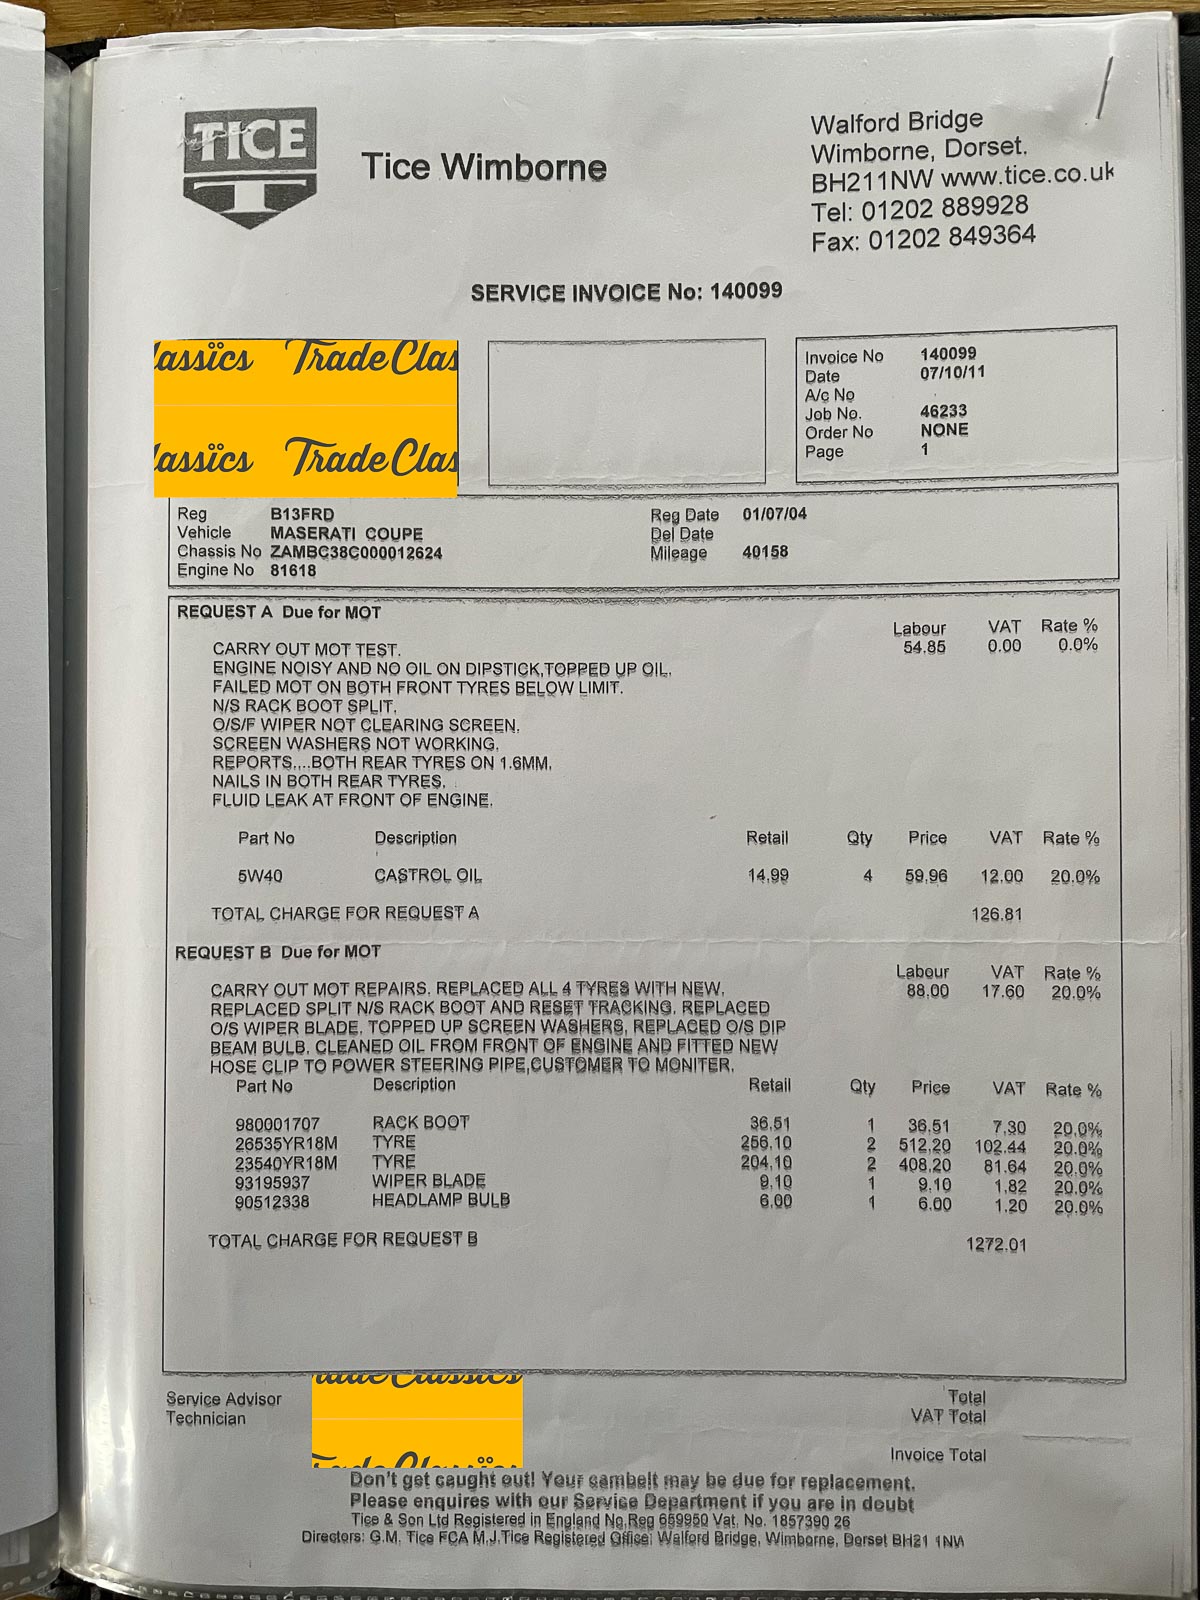 TICE
T
Tice Wimborne
Walford Bridge
Wimborne, Dorset.
BH211NW www.tice.co.uk
Tel: 01202 889928
Fax: 01202 849364
SERVICE INVOICE No: 140099
lassics TradeClas
lassics TradeClas
Invoice No 140099
Date 07/10/11
A/c No
Job No. 46233
Order No NONE
Page 1
Reg B13FRD Reg Date 01/07/04
Vehicle MASERATI COUPE Del Date
Chassis No ZAMBC38C000012624 Mileage 40158
Engine No 81618
REQUEST A Due for MOT
Labour VAT Rate %
CARRY OUT MOT TEST. 54.85 0.00 0.0%
ENGINE NOISY AND NO OIL ON DIPSTICK,TOPPED UP OIL.
FAILED MOT ON BOTH FRONT TYRES BELOW LIMIT.
N/S RACK BOOT SPLIT.
O/S/F WIPER NOT CLEARING SCREEN.
SCREEN WASHERS NOT WORKING.
REPORTS....BOTH REAR TYRES ON 1.6MM.
NAILS IN BOTH REAR TYRES.
FLUID LEAK AT FRONT OF ENGINE.
Part No Description Retail Qty Price VAT Rate %
5W40 CASTROL OIL 14.99 4 59.96 12.00 20.0%
TOTAL CHARGE FOR REQUEST A 126.81
REQUEST B Due for MOT
Labour VAT Rate %
CARRY OUT MOT REPAIRS. REPLACED ALL 4 TYRES WITH NEW. 88.00 17.60 20.0%
REPLACED SPLIT N/S RACK BOOT AND RESET TRACKING. REPLACED
O/S WIPER BLADE. TOPPED UP SCREEN WASHERS, REPLACED O/S DIP
BEAM BULB. CLEANED OIL FROM FRONT OF ENGINE AND FITTED NEW
HOSE CLIP TO POWER STEERING PIPE,CUSTOMER TO MONITER.
Part No Description Retail Qty Price VAT Rate %
980001707 RACK BOOT 36.51 1 36.51 7.30 20.0%
26535YR18M TYRE 256.10 2 512.20 102.44 20.0%
23540YR18M TYRE 204.10 2 408.20 81.64 20.0%
93195937 WIPER BLADE 9.10 1 9.10 1.82 20.0%
90512338 HEADLAMP BULB 6.00 1 6.00 1.20 20.0%
TOTAL CHARGE FOR REQUEST B 1272.01
Service Advisor Total
Technician VAT Total
Invoice Total
Don't get caught out! Your cambelt may be due for replacement.
Please enquires with our Service Department if you are in doubt
Tice & Son Ltd Registered in England No.Reg 659950 Vat. No. 1857390 26
Directors: G.M. Tice FCA M.J.Tice Registered Office: Walford Bridge, Wimborne, Dorset BH21 1NW